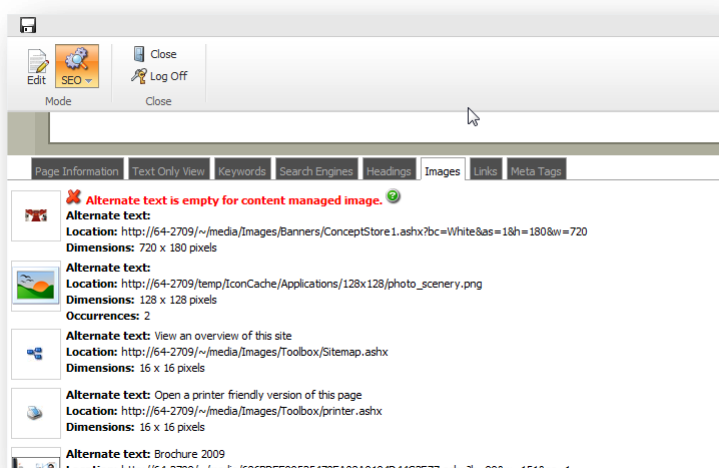 Edit
SEO
Close
Log Off
Mode
Close
Page Information
Text Only View
Keywords
Search Engines
Headings
Images
Links
Meta Tags
Alternate text is empty for content managed image.
Alternate text:
Location: http://64-2709/~/media/Images/Banners/ConceptStore1.ashx?bc=White&as=1&h=180&w=720
Dimensions: 720 x 180 pixels
Alternate text:
Location: http://64-2709/temp/IconCache/Applications/128x128/photo_scenery.png
Dimensions: 128 x 128 pixels
Occurrences: 2
Alternate text: View an overview of this site
Location: http://64-2709/~/media/Images/Toolbox/Sitemap.ashx
Dimensions: 16 x 16 pixels
Alternate text: Open a printer friendly version of this page
Location: http://64-2709/~/media/Images/Toolbox/printer.ashx
Dimensions: 16 x 16 pixels
Alternate text: Brochure 2009